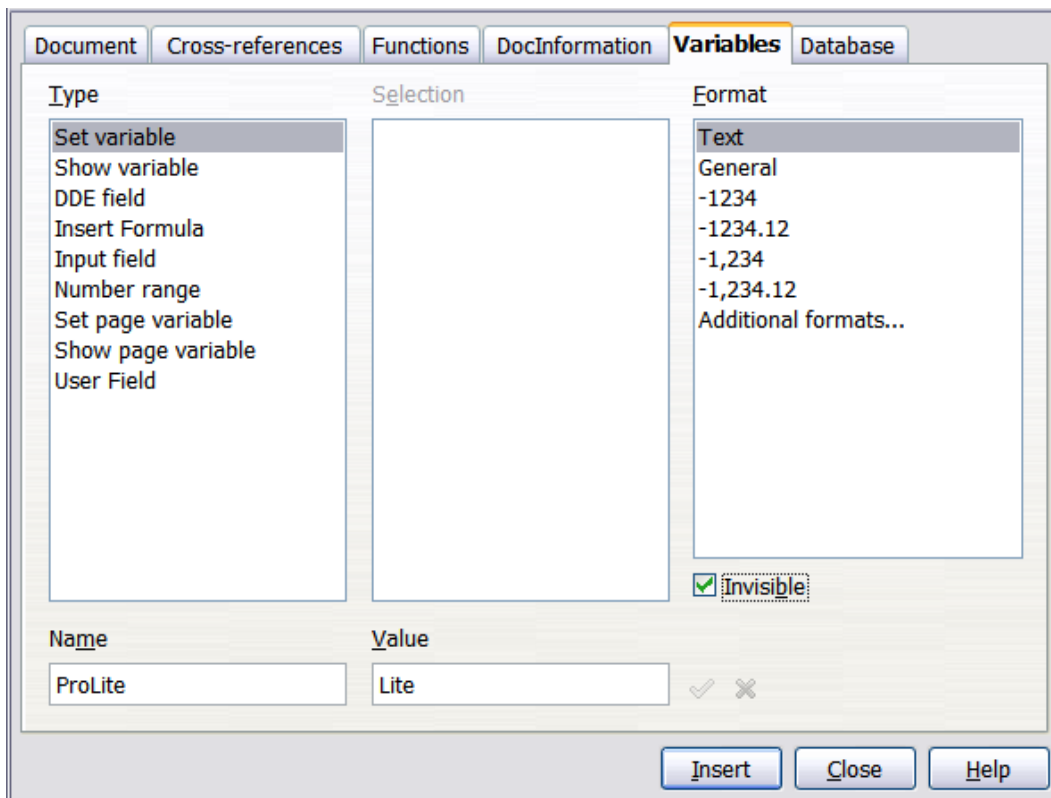 Document Cross-references Functions DocInformation Variables Database
Type
Set variable
Show variable
DDE field
Insert Formula
Input field
Number range
Set page variable
Show page variable
User Field
Selection
Format
Text
General
-1234
-1234.12
-1,234
-1,234.12
Additional formats...
Invisible
Name
ProLite
Value
Lite
Insert Close Help